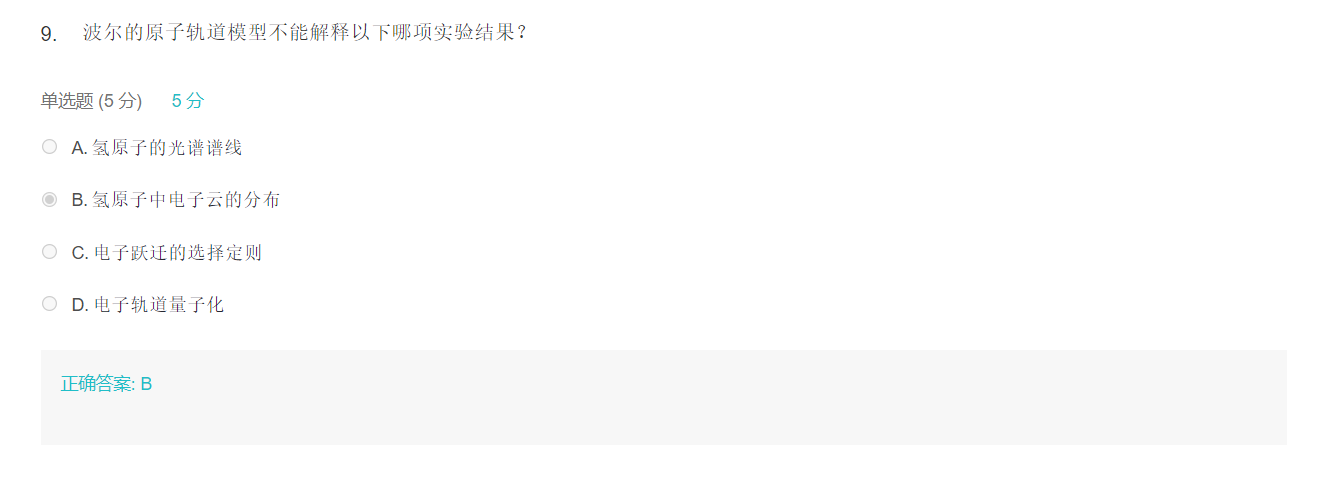 9. 波尔的原子轨道模型不能解释以下哪项实验结果？
单选题 (5 分) 5 分
A. 氢原子的光谱谱线
B. 氢原子中电子云的分布
C. 电子跃迁的选择定则
D. 电子轨道量子化
正确答案: B